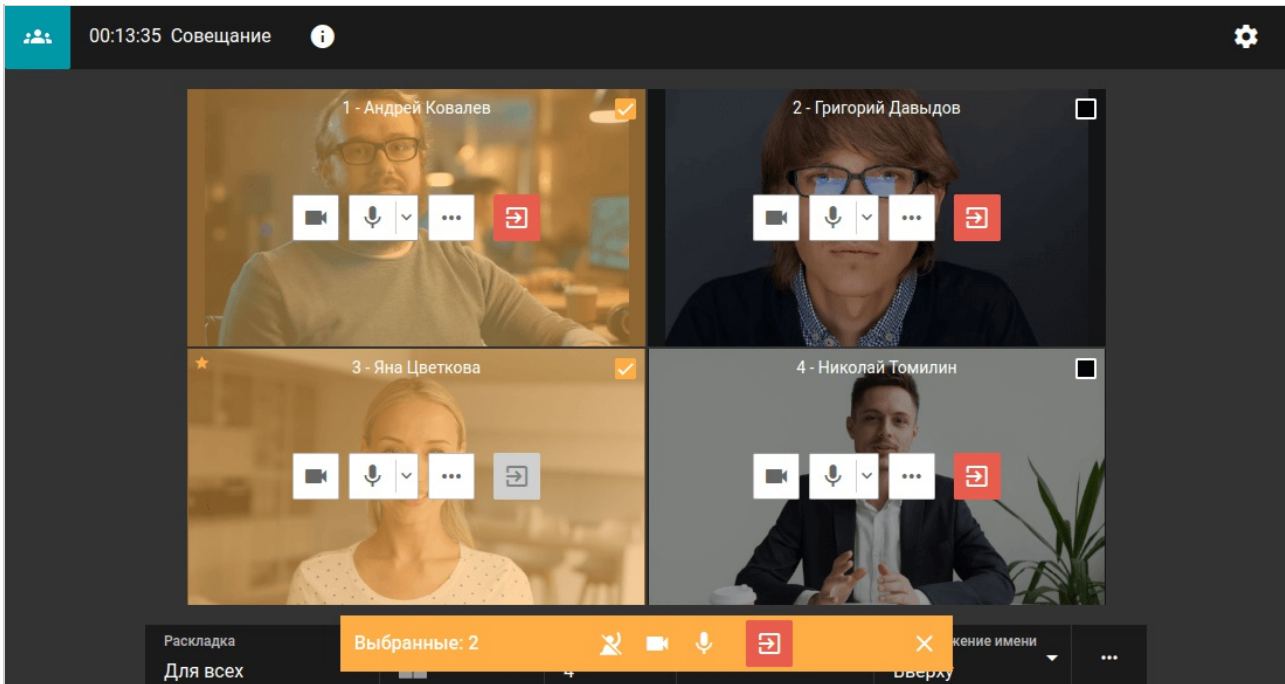 00:13:35 Совещание
1 - Андрей Ковалев
2 - Григорий Давыдов
3 - Яна Цветкова
4 - Николай Томилин
Раскладка
Для всех
Выбранные: 2
4
жение имени
Вверху